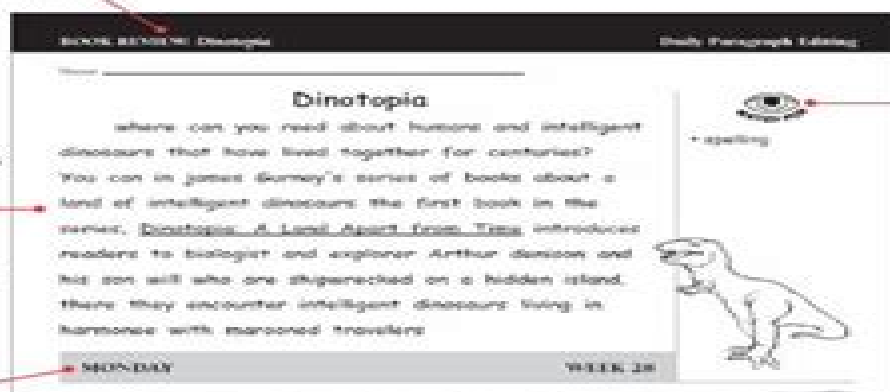 BOOK REVIEW: Dinotopia
Daily Paragraph Editing
Name
Dinotopia
where can you read about humans and intelligent
dinosaurs that have lived together for centuries?
You can in james Gurney's series of books about a
land of intelligent dinosaurs the first book in the
series, Dinotopia: A Land Apart from Time introduces
readers to biologist and explorer Arthur denison and
his son will who are shipwrecked on a hidden island.
there they encounter intelligent dinosaurs living in
harmonee with marooned travelers
• spelling
MONDAY
WEEK 28